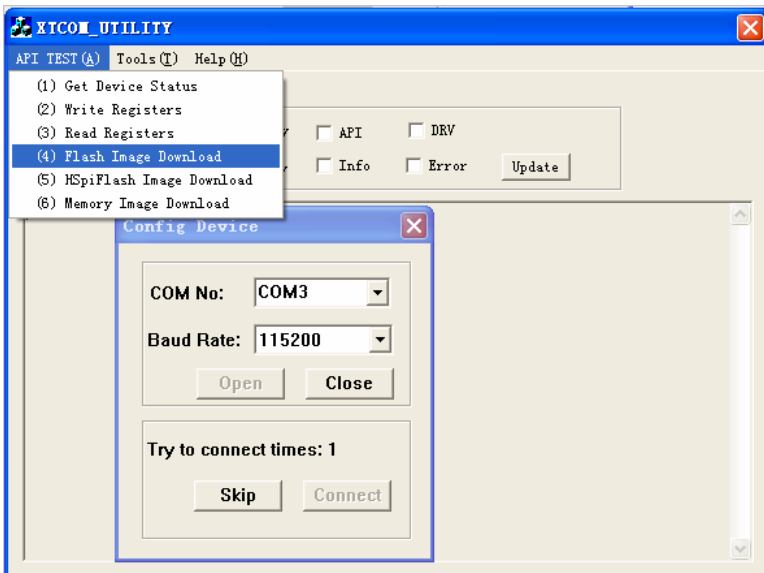 XTCOM_UTILITY
API TEST(A) Tools(T) Help(H)
(1) Get Device Status
(2) Write Registers
(3) Read Registers
API DRV
(4) Flash Image Download
Info Error Update
(5) HSpiFlash Image Download
(6) Memory Image Download
Config Device
COM No: COM3
Baud Rate: 115200
Open Close
Try to connect times: 1
Skip Connect